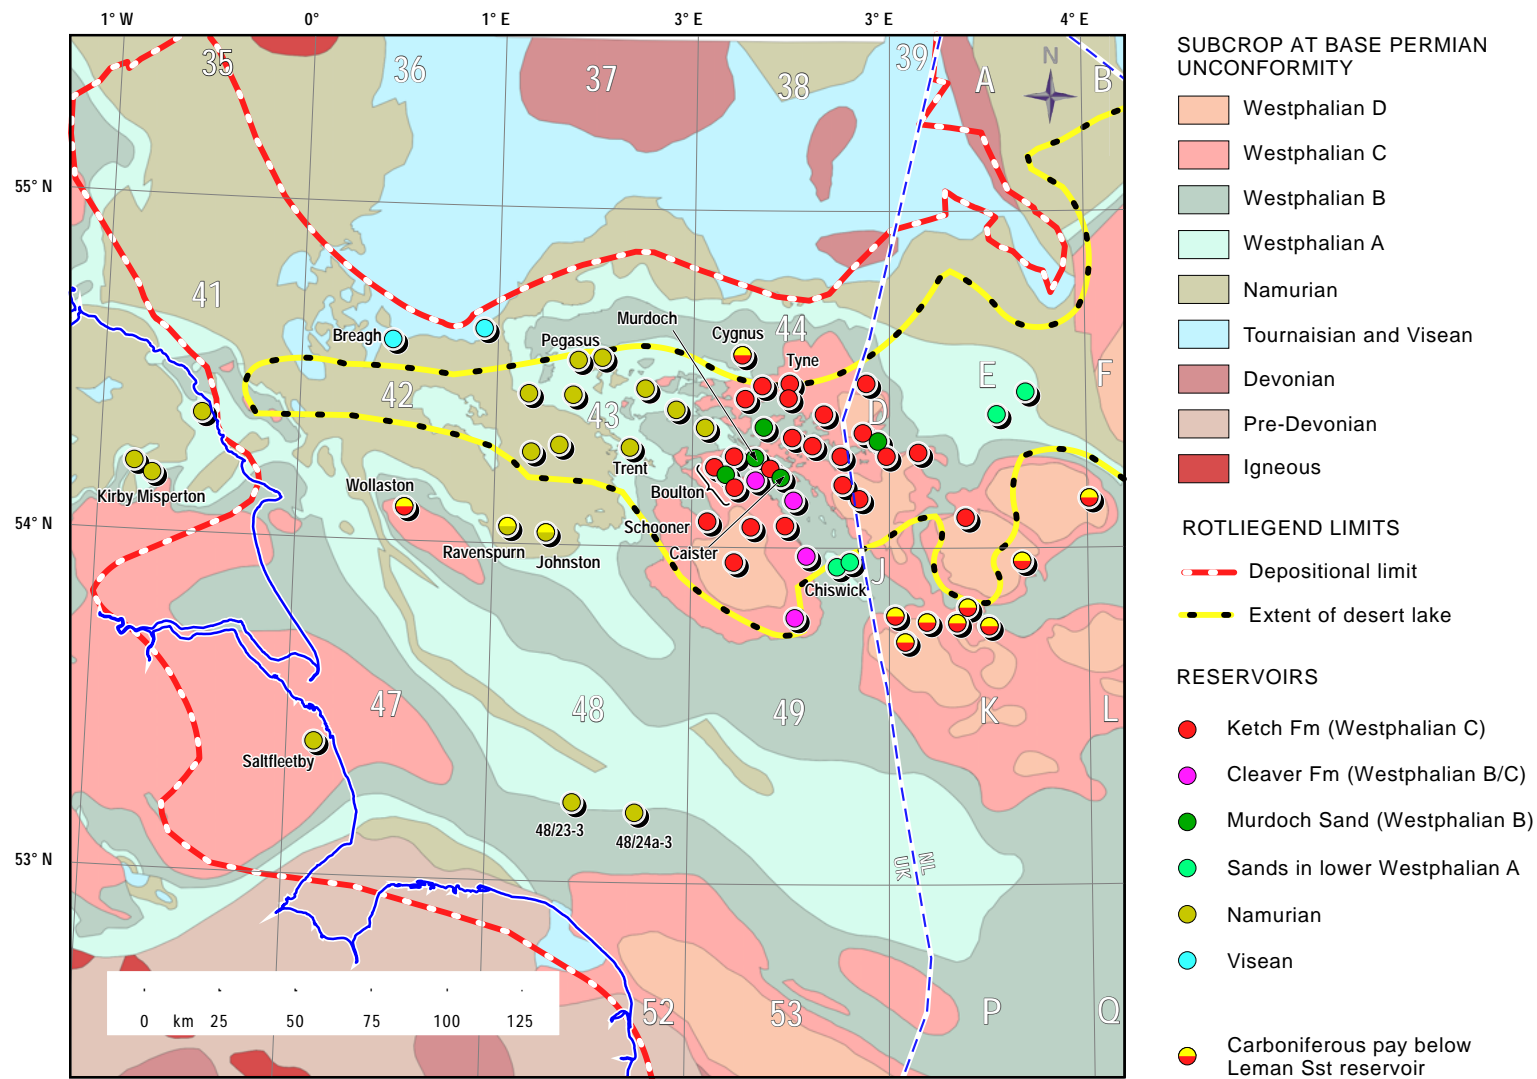 1° W
0°
1° E
3° E
3° E
4° E
35
36
37
38
39
A
N
B
55° N
41
42
43
44
E
F
D
Breagh
Pegasus
Murdoch
Cygnus
Tyne
Trent
Kirby Misperton
Wollaston
Boulton
Schooner
Caister
54° N
Ravenspurn
Johnston
Chiswick
J
47
48
49
K
L
Saltfleetby
48/23-3
48/24a-3
53° N
UK
NL
52
53
P
Q
0 km 25 50 75 100 125
SUBCROP AT BASE PERMIAN
UNCONFORMITY
Westphalian D
Westphalian C
Westphalian B
Westphalian A
Namurian
Tournaisian and Visean
Devonian
Pre-Devonian
Igneous
ROTLIEGEND LIMITS
Depositional limit
Extent of desert lake
RESERVOIRS
Ketch Fm (Westphalian C)
Cleaver Fm (Westphalian B/C)
Murdoch Sand (Westphalian B)
Sands in lower Westphalian A
Namurian
Visean
Carboniferous pay below
Leman Sst reservoir